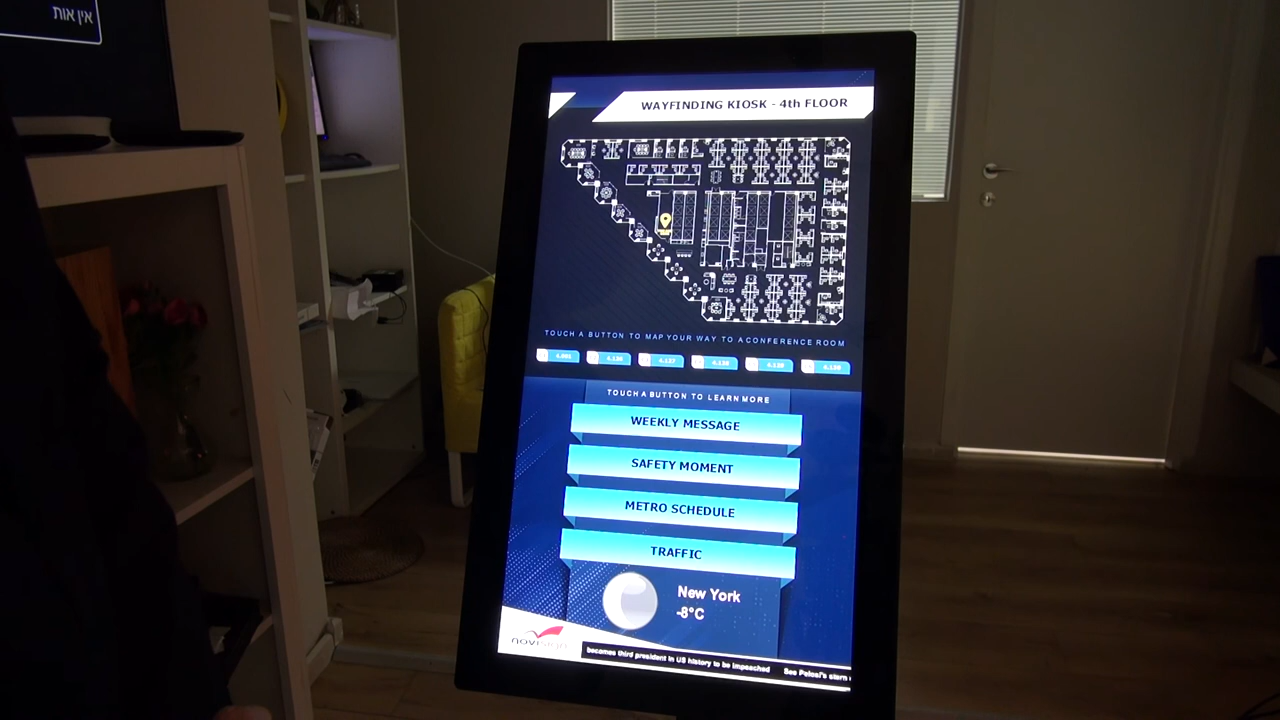 אין אות
WAYFINDING KIOSK - 4th FLOOR
TOUCH A BUTTON TO MAP YOUR WAY TO A CONFERENCE ROOM
TOUCH A BUTTON TO LEARN MORE
WEEKLY MESSAGE
SAFETY MOMENT
METRO SCHEDULE
TRAFFIC
New York
-8°C
novisign
becomes third president in US history to be impeached See Pelosi's stern